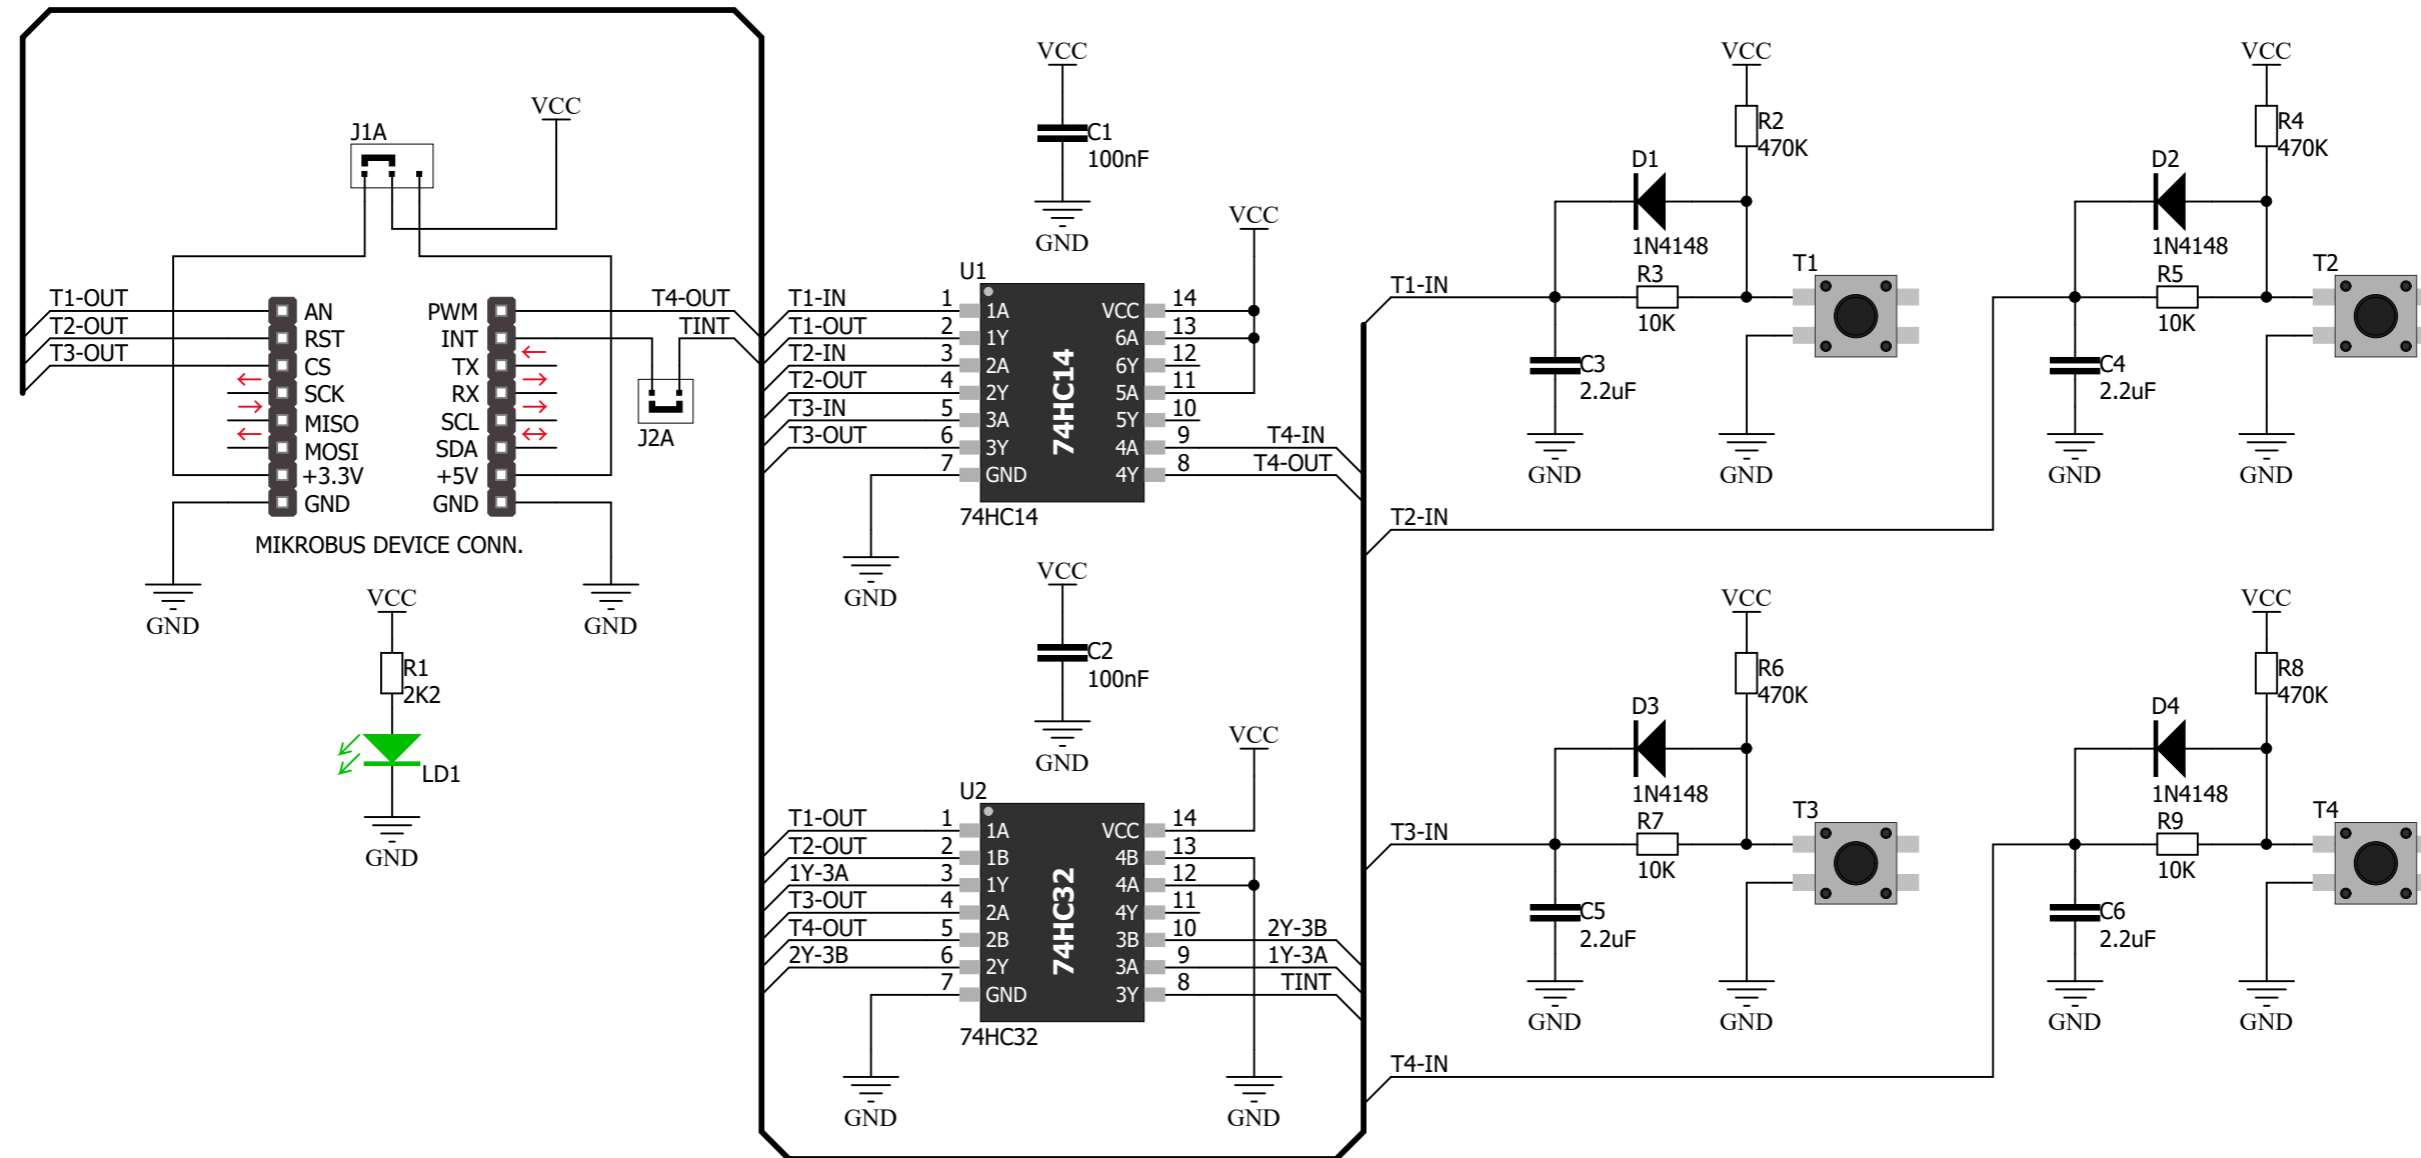 VCC
J1A
T1-OUT
T2-OUT
T3-OUT
AN
RST
CS
SCK
MISO
MOSI
+3.3V
GND
PWM
INT
TX
RX
SCL
SDA
+5V
GND
T4-OUT
TINT
J2A
MIKROBUS DEVICE CONN.
GND
GND
VCC
R1
2K2
LD1
GND
VCC
C1
100nF
GND
VCC
U1
T1-IN 1 1A
T1-OUT 2 1Y
T2-IN 3 2A
T2-OUT 4 2Y
T3-IN 5 3A
T3-OUT 6 3Y
7 GND
74HC14
VCC 14
6A 13
6Y 12
5A 11
5Y 10
4A 9 T4-IN
4Y 8 T4-OUT
74HC14
GND
VCC
C2
100nF
GND
VCC
U2
T1-OUT 1 1A
T2-OUT 2 1B
1Y-3A 3 1Y
T3-OUT 4 2A
T4-OUT 5 2B
2Y-3B 6 2Y
7 GND
74HC32
VCC 14
4B 13
4A 12
4Y 11
3B 10 2Y-3B
3A 9 1Y-3A
3Y 8 TINT
74HC32
GND
GND
VCC
R2
470K
D1
1N4148
R3
10K
T1
T1-IN
C3
2.2uF
GND
GND
VCC
R4
470K
D2
1N4148
R5
10K
T2
C4
2.2uF
GND
GND
T2-IN
VCC
R6
470K
D3
1N4148
R7
10K
T3
T3-IN
C5
2.2uF
GND
GND
VCC
R8
470K
D4
1N4148
R9
10K
T4
C6
2.2uF
GND
GND
T4-IN